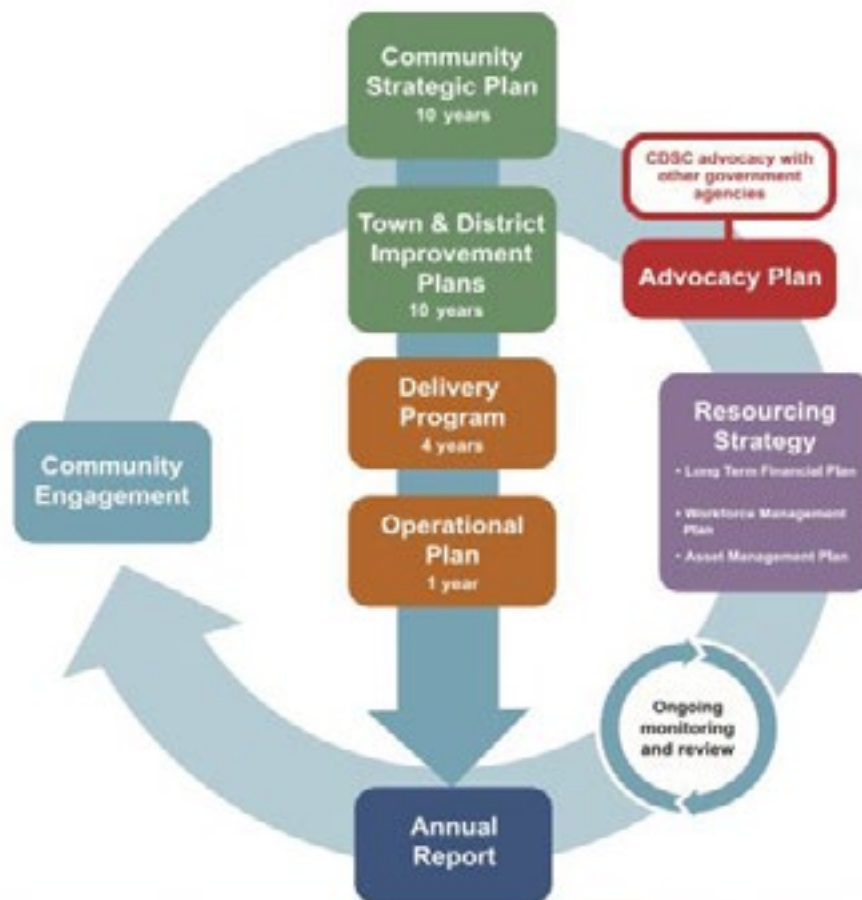 Community
Strategic Plan
10 years
CDSC advocacy with
other government
agencies
Town & District
Improvement
Plans
10 years
Advocacy Plan
Delivery
Program
4 years
Resourcing
Strategy
• Long Term Financial Plan
• Workforce Management
Plan
• Asset Management Plan
Community
Engagement
Operational
Plan
1 year
Ongoing
monitoring
and review
Annual
Report